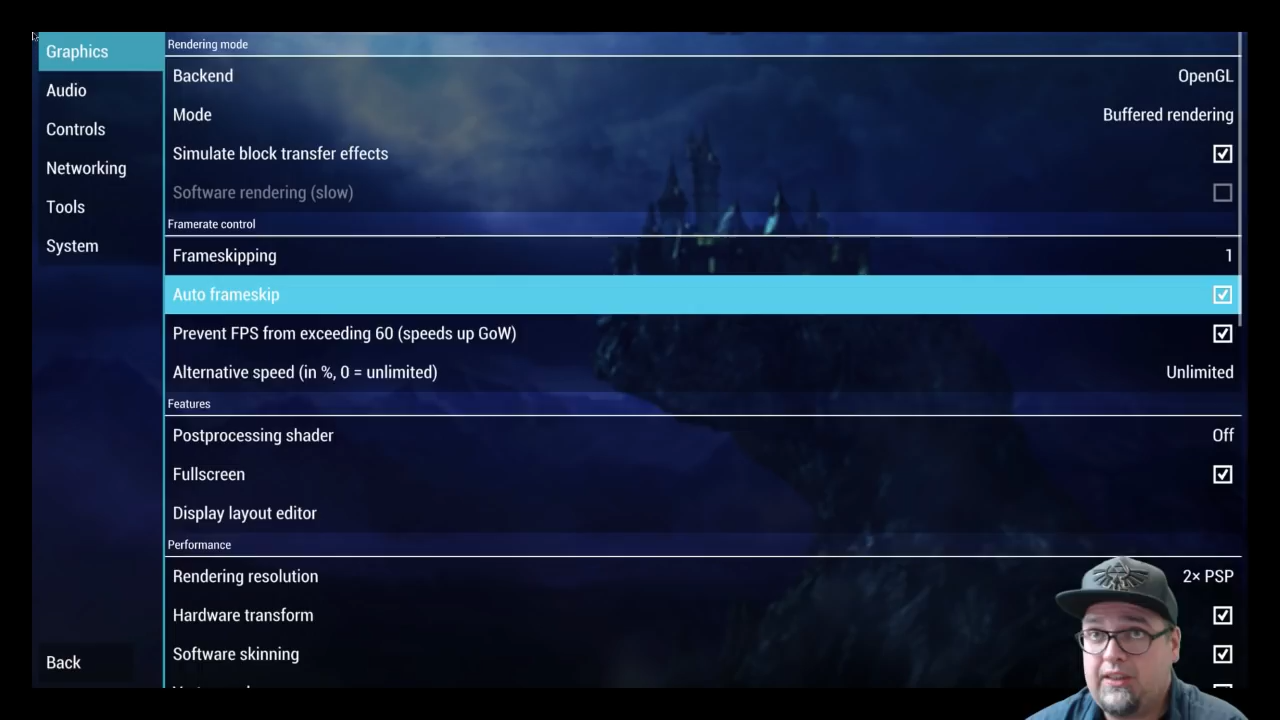 Graphics
Audio
Controls
Networking
Tools
System
Back
Rendering mode
Backend OpenGL
Mode Buffered rendering
Simulate block transfer effects
Software rendering (slow)
Framerate control
Frameskipping 1
Auto frameskip
Prevent FPS from exceeding 60 (speeds up GoW)
Alternative speed (in %, 0 = unlimited) Unlimited
Features
Postprocessing shader Off
Fullscreen
Display layout editor
Performance
Rendering resolution 2× PSP
Hardware transform
Software skinning